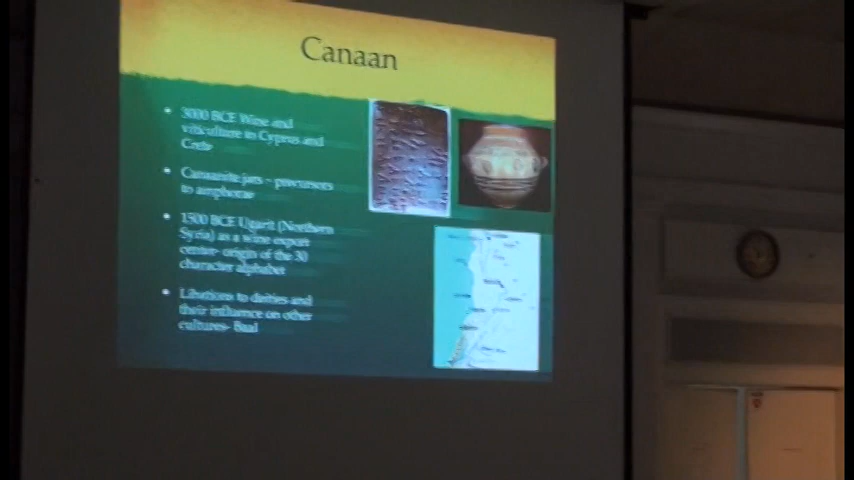 Canaan
3000 BCE Wine and
viticulture to Cyprus and
Crete
Canaanite jars - precursors
to amphorae
1500 BCE Ugarit (Northern
Syria) as a wine export
center- origin of the 30
character alphabet
Libations to deities and
their influence on other
cultures- Baal